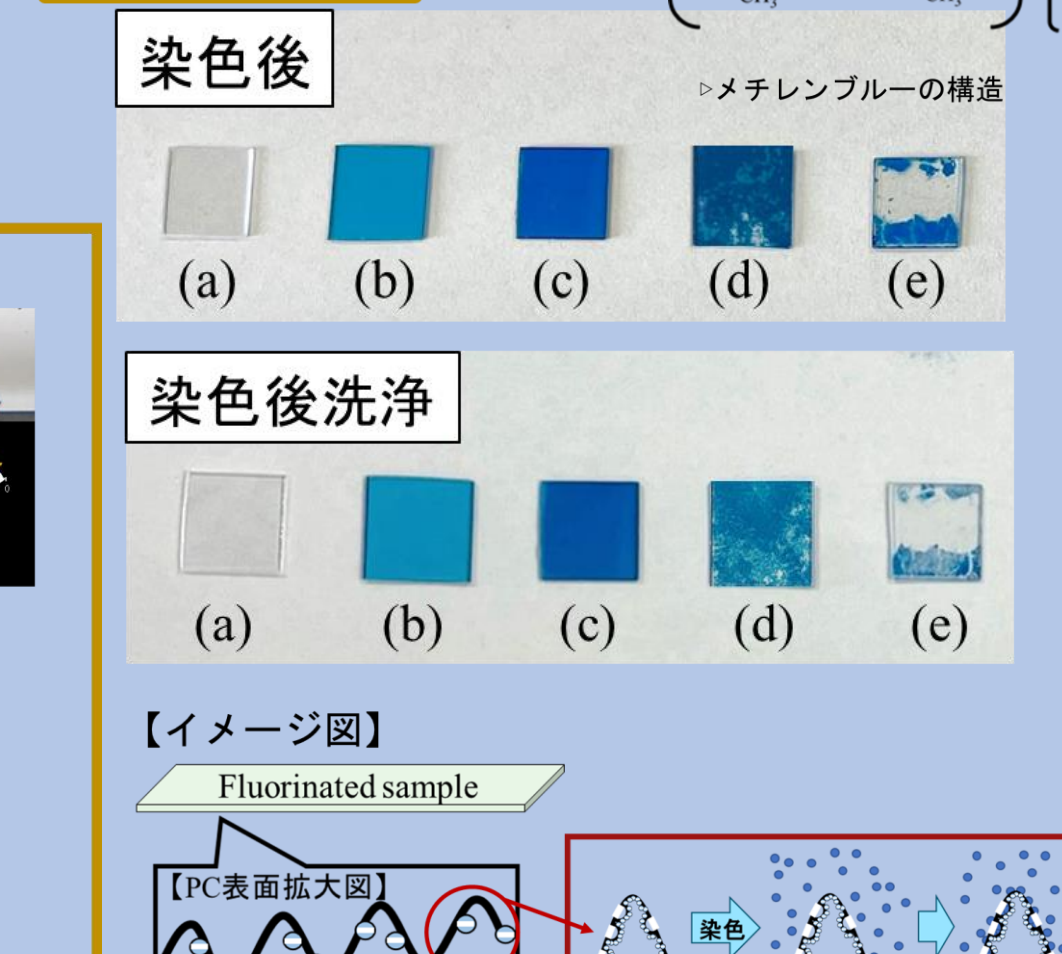 染色後
▷メチレンブルーの構造
(a) (b) (c) (d) (e)
染色後洗浄
(a) (b) (c) (d) (e)
【イメージ図】
Fluorinated sample
【PC表面拡大図】
染色